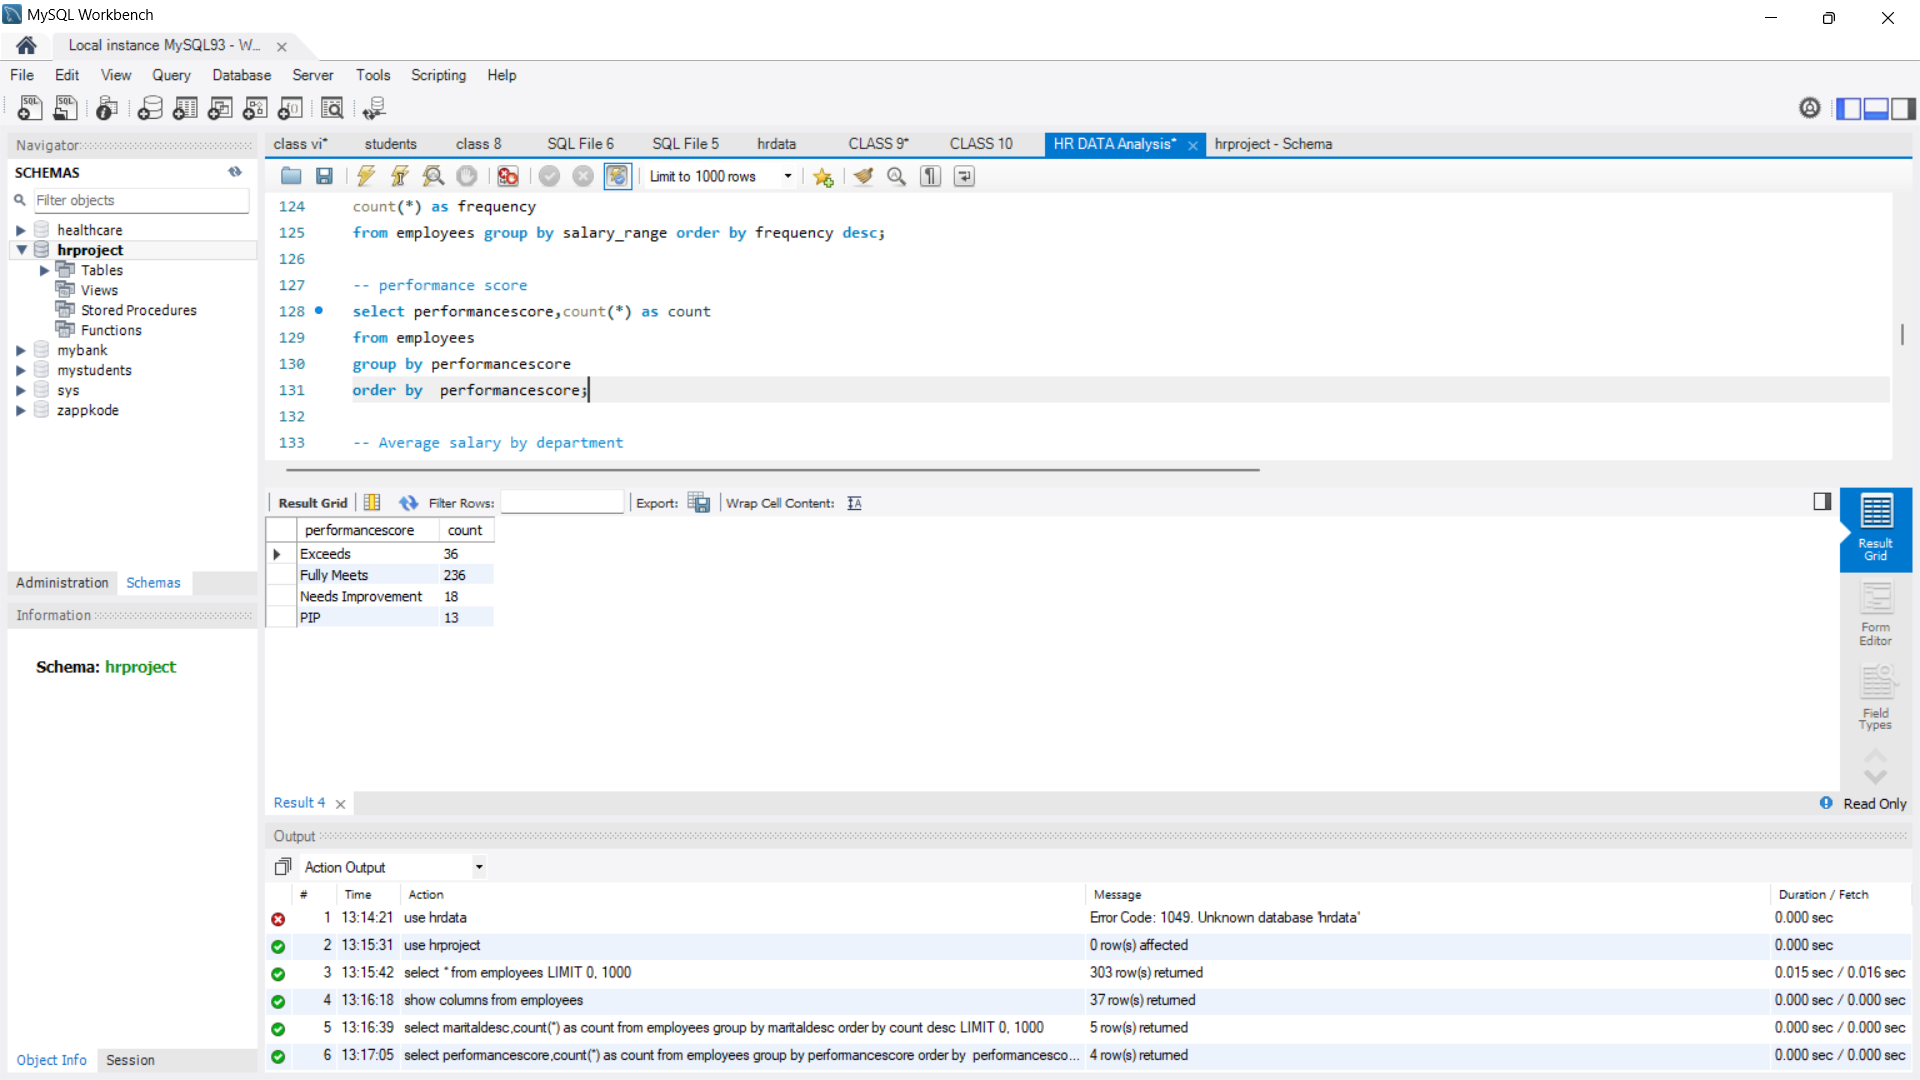 MySQL Workbench
Local instance MySQL93 - W...
File Edit View Query Database Server Tools Scripting Help
Navigator
SCHEMAS
Filter objects
healthcare
hrproject
Tables
Views
Stored Procedures
Functions
mybank
mystudents
sys
zappkode
Administration Schemas
Information
Schema: hrproject
Object Info Session
class vi* students class 8 SQL File 6 SQL File 5 hrdata CLASS 9* CLASS 10 HR DATA Analysis* hrproject - Schema
Limit to 1000 rows
124 count(*) as frequency
125 from employees group by salary_range order by frequency desc;
126
127 -- performance score
128 select performancescore,count(*) as count
129 from employees
130 group by performancescore
131 order by  performancescore;
132
133 -- Average salary by department
Result Grid Filter Rows: Export: Wrap Cell Content:
performancescore count
Exceeds 36
Fully Meets 236
Needs Improvement 18
PIP 13
Result Grid
Form Editor
Field Types
Result 4
Read Only
Output
Action Output
# Time Action Message Duration / Fetch
1 13:14:21 use hrdata Error Code: 1049. Unknown database 'hrdata' 0.000 sec
2 13:15:31 use hrproject 0 row(s) affected 0.000 sec
3 13:15:42 select * from employees LIMIT 0, 1000 303 row(s) returned 0.015 sec / 0.016 sec
4 13:16:18 show columns from employees 37 row(s) returned 0.000 sec / 0.000 sec
5 13:16:39 select maritaldesc,count(*) as count from employees group by maritaldesc order by count desc LIMIT 0, 1000 5 row(s) returned 0.000 sec / 0.000 sec
6 13:17:05 select performancescore,count(*) as count from employees group by performancescore order by  performancesco... 4 row(s) returned 0.000 sec / 0.000 sec